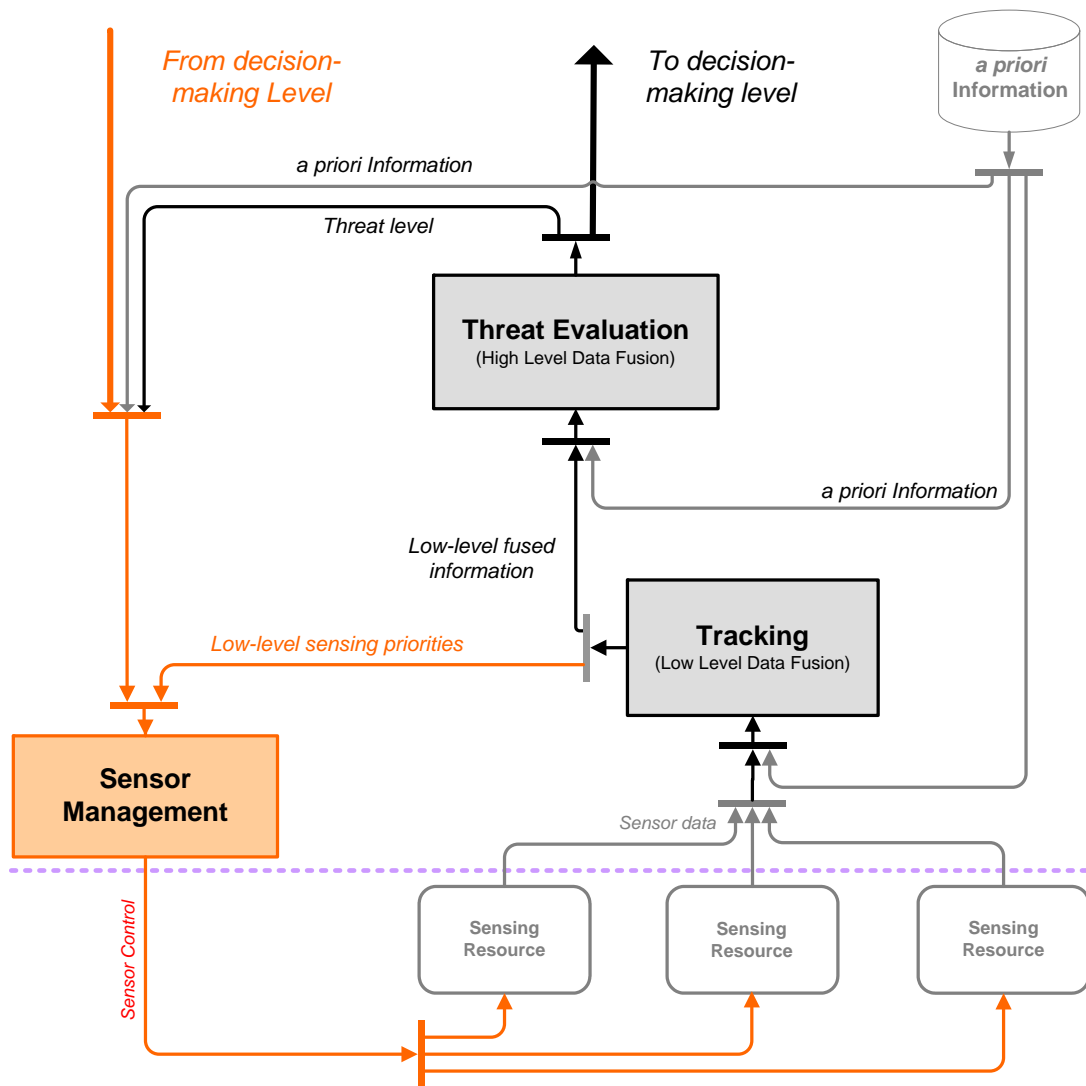 From decision-
making Level
To decision-
making level
a priori
Information
a priori Information
Threat level
Threat Evaluation
(High Level Data Fusion)
a priori Information
Low-level fused
information
Tracking
(Low Level Data Fusion)
Low-level sensing priorities
Sensor
Management
Sensor data
Sensor Control
Sensing
Resource
Sensing
Resource
Sensing
Resource